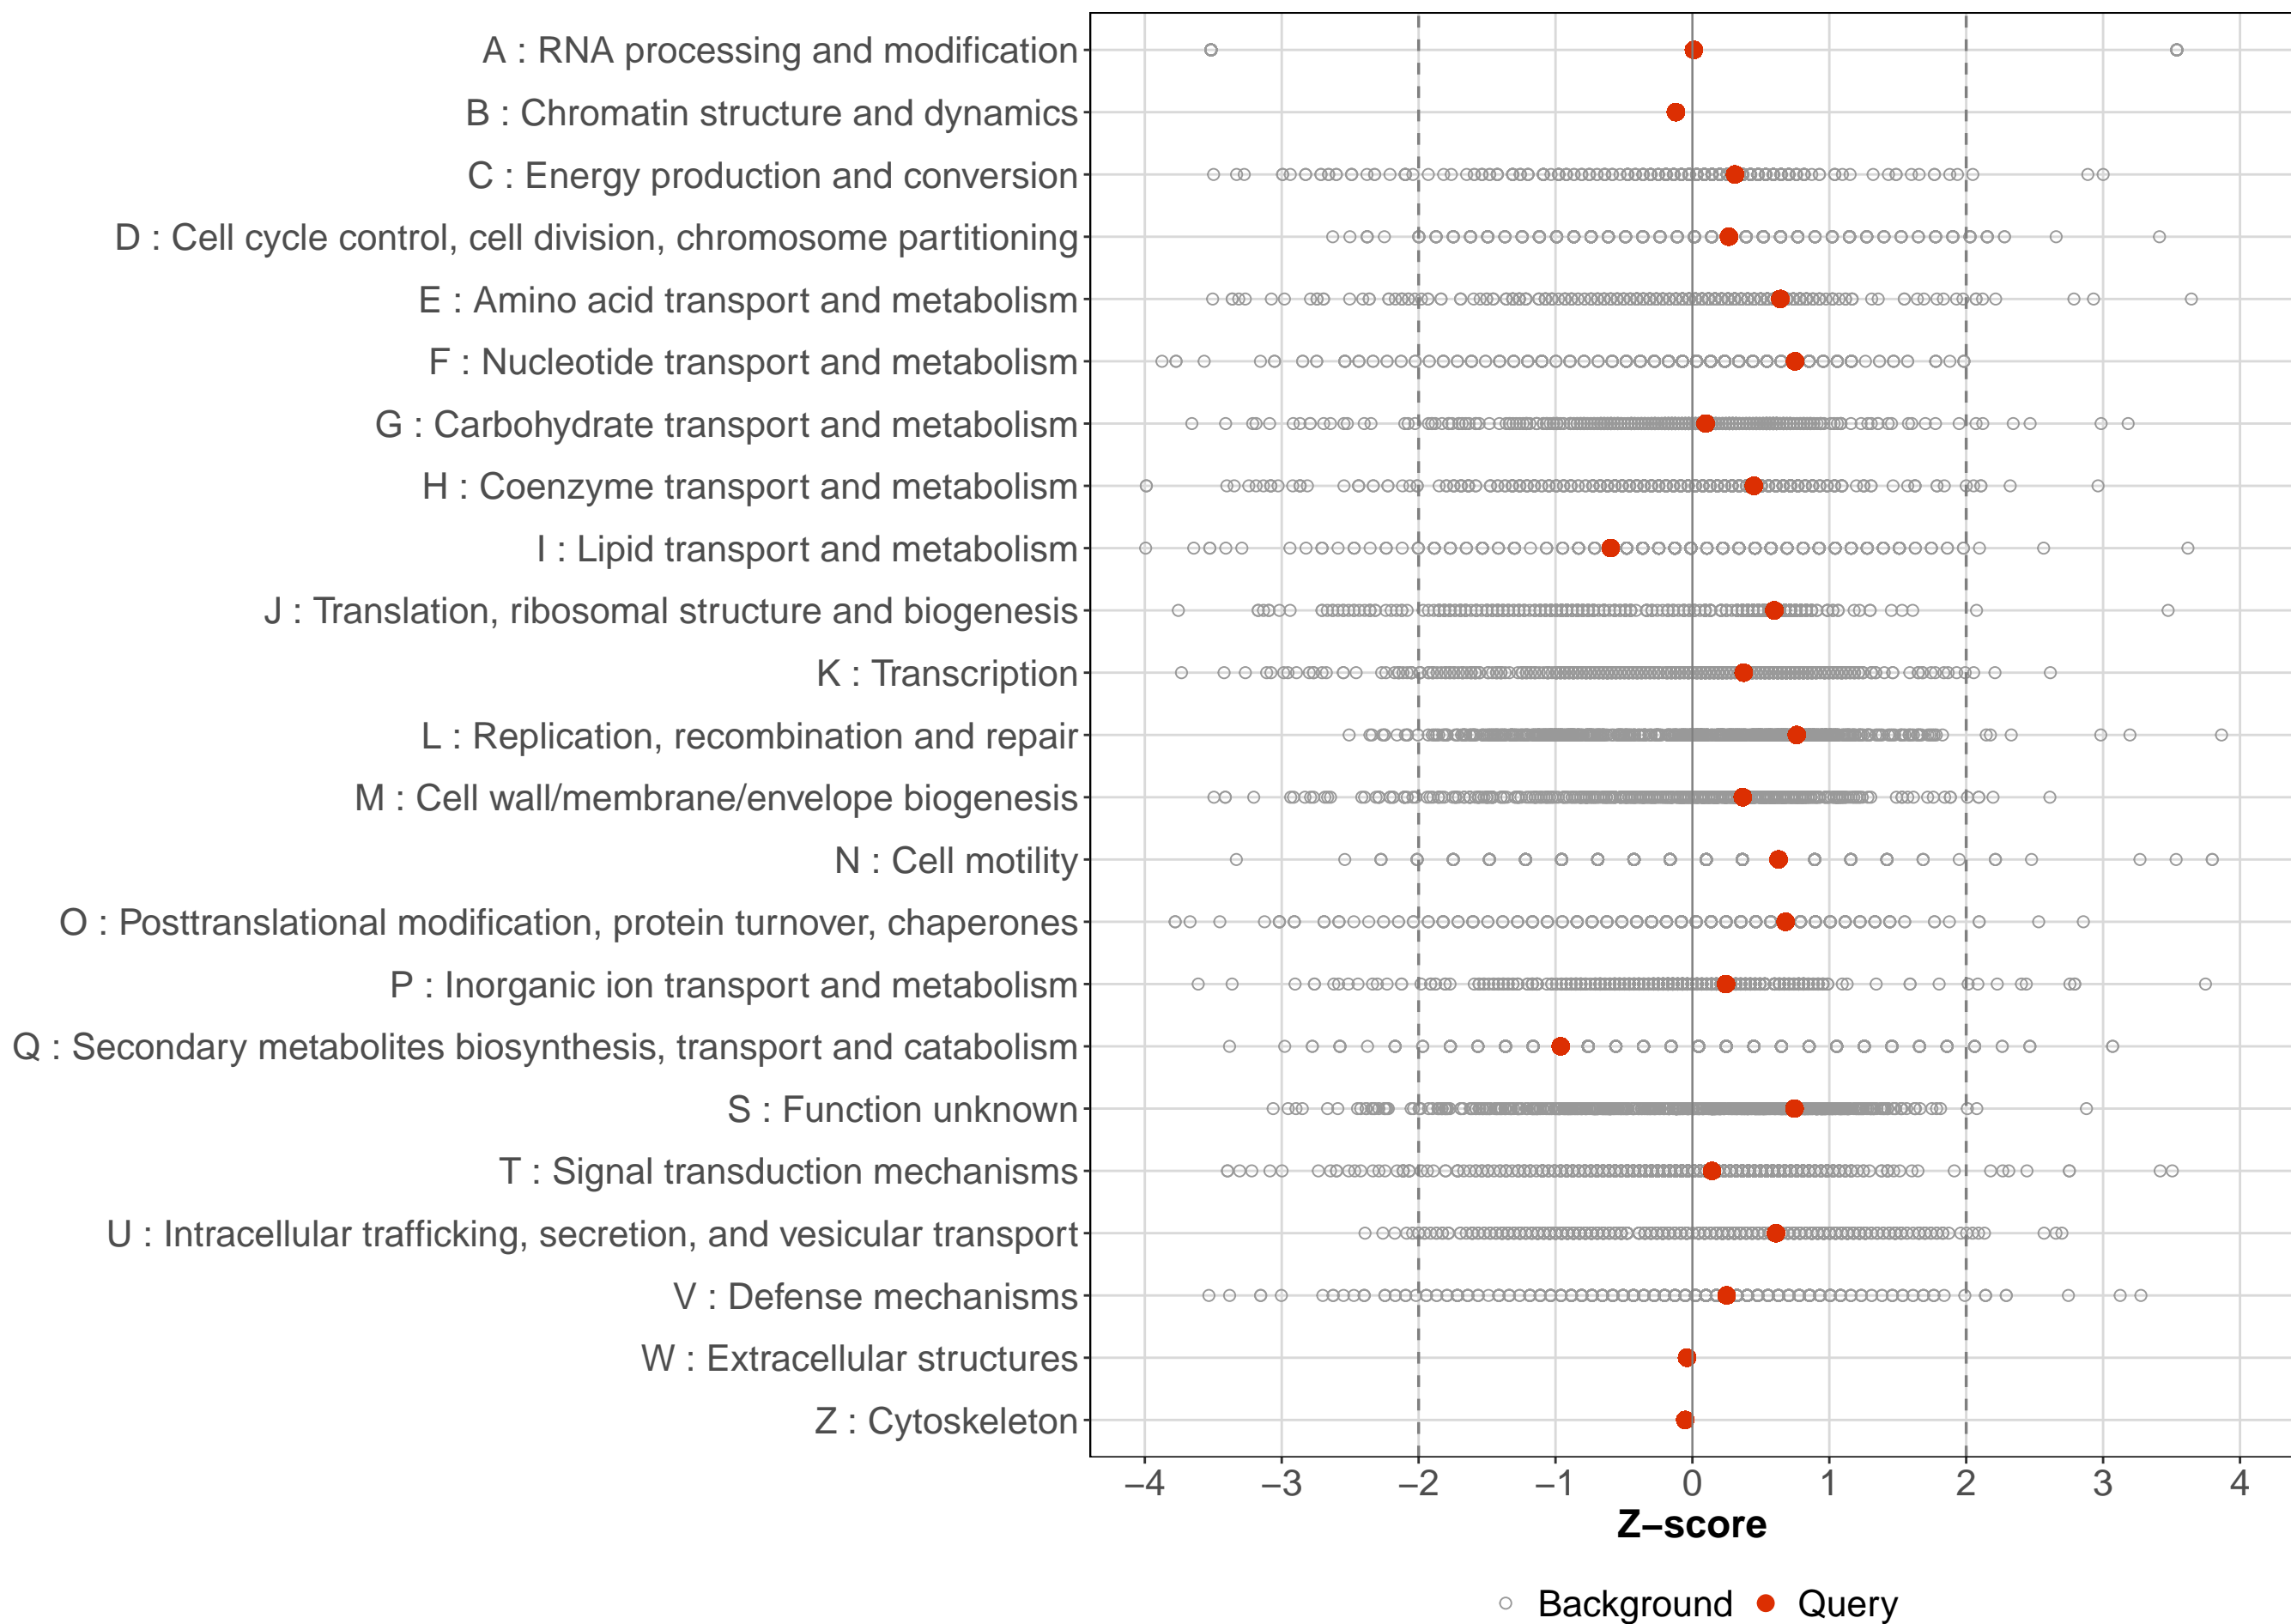 A : RNA processing and modification
B : Chromatin structure and dynamics
C : Energy production and conversion
D : Cell cycle control, cell division, chromosome partitioning
E : Amino acid transport and metabolism
F : Nucleotide transport and metabolism
G : Carbohydrate transport and metabolism
H : Coenzyme transport and metabolism
I : Lipid transport and metabolism
J : Translation, ribosomal structure and biogenesis
K : Transcription
L : Replication, recombination and repair
M : Cell wall/membrane/envelope biogenesis
N : Cell motility
O : Posttranslational modification, protein turnover, chaperones
P : Inorganic ion transport and metabolism
Q : Secondary metabolites biosynthesis, transport and catabolism
S : Function unknown
T : Signal transduction mechanisms
U : Intracellular trafficking, secretion, and vesicular transport
V : Defense mechanisms
W : Extracellular structures
Z : Cytoskeleton
−4 −3 −2 −1 0 1 2 3 4
Z−score
Background Query